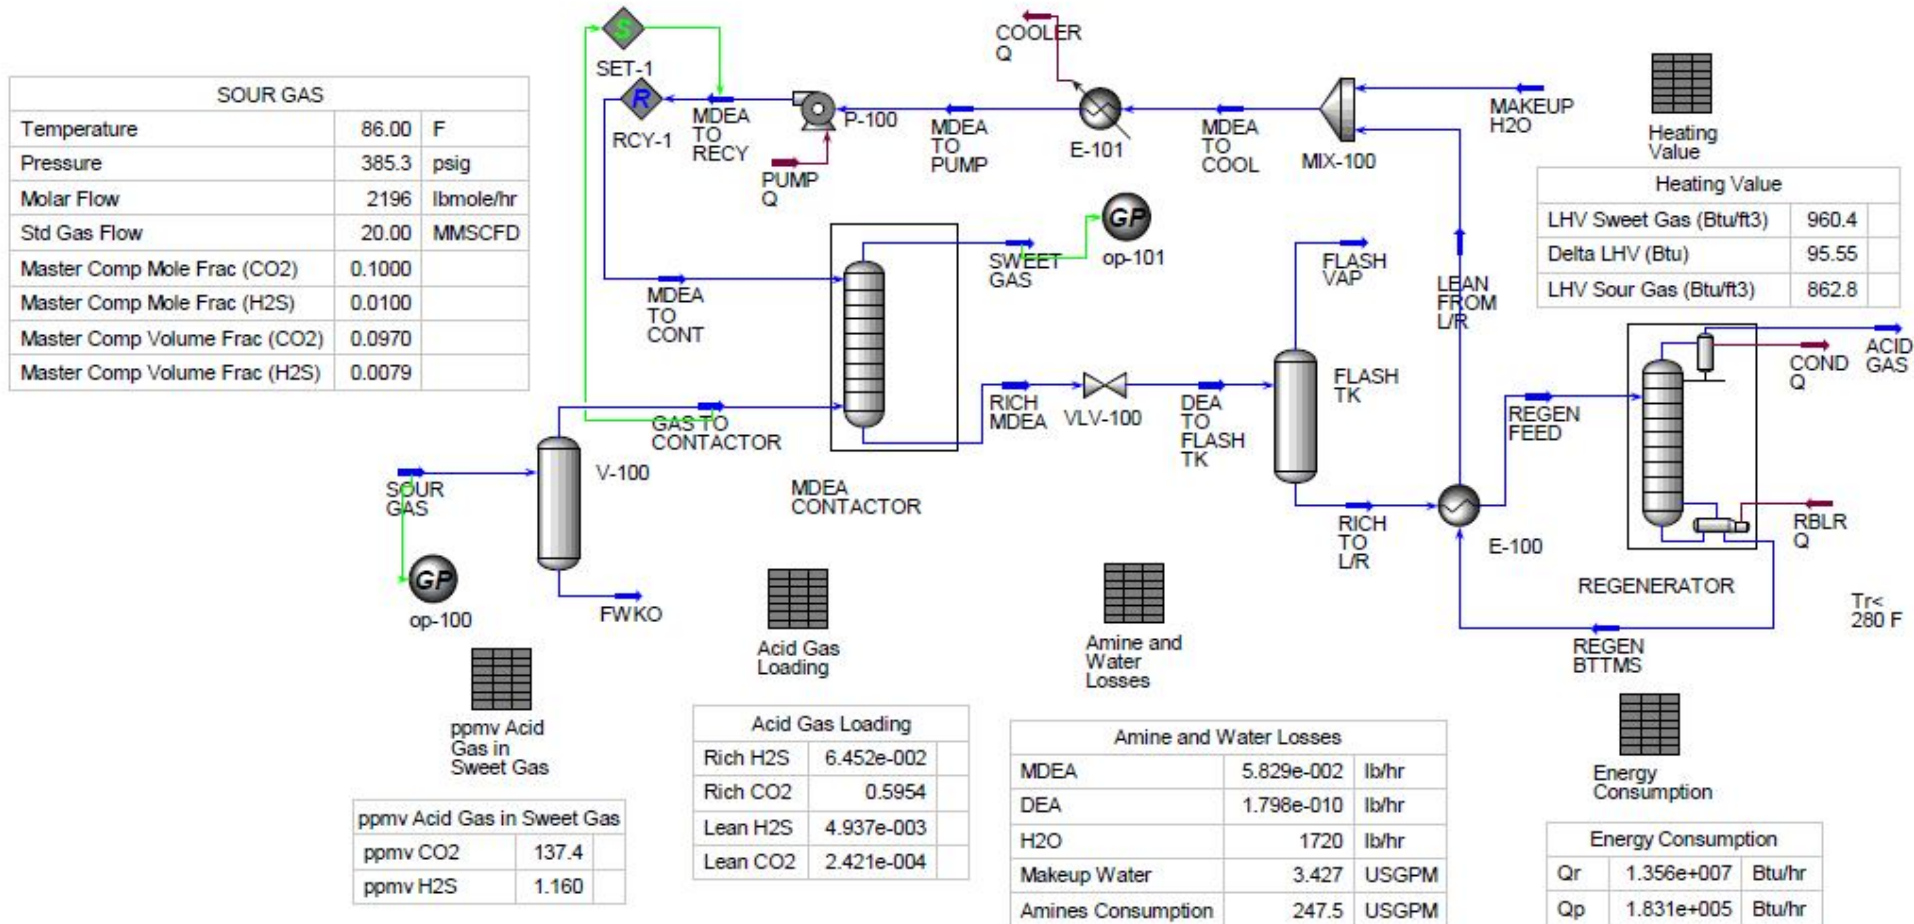 COOLER
Q
S
SET-1
R
RCY-1
MDEA
TO
RECY
P-100
PUMP
Q
MDEA
TO
PUMP
E-101
MDEA
TO
COOL
MIX-100
MAKEUP
H2O
Heating
Value
SOUR GAS
Temperature 86.00 F
Pressure 385.3 psig
Molar Flow 2196 lbmole/hr
Std Gas Flow 20.00 MMSCFD
Master Comp Mole Frac (CO2) 0.1000
Master Comp Mole Frac (H2S) 0.0100
Master Comp Volume Frac (CO2) 0.0970
Master Comp Volume Frac (H2S) 0.0079
Heating Value
LHV Sweet Gas (Btu/ft3) 960.4
Delta LHV (Btu) 95.55
LHV Sour Gas (Btu/ft3) 862.8
MDEA
TO
CONT
SWEET
GAS
GP
op-101
FLASH
VAP
LEAN
FROM
L/R
COND
Q
ACID
GAS
GAS TO
CONTACTOR
RICH
MDEA
VLV-100
DEA
TO
FLASH
TK
FLASH
TK
REGEN
FEED
SOUR
GAS
V-100
MDEA
CONTACTOR
RICH
TO
L/R
E-100
RBLR
Q
GP
op-100
FWKO
REGENERATOR
Tr<
280 F
REGEN
BTTMS
ppmv Acid
Gas in
Sweet Gas
Acid Gas
Loading
Amine and
Water
Losses
Energy
Consumption
ppmv Acid Gas in Sweet Gas
ppmv CO2 137.4
ppmv H2S 1.160
Acid Gas Loading
Rich H2S 6.452e-002
Rich CO2 0.5954
Lean H2S 4.937e-003
Lean CO2 2.421e-004
Amine and Water Losses
MDEA 5.829e-002 lb/hr
DEA 1.798e-010 lb/hr
H2O 1720 lb/hr
Makeup Water 3.427 USGPM
Amines Consumption 247.5 USGPM
Energy Consumption
Qr 1.356e+007 Btu/hr
Qp 1.831e+005 Btu/hr